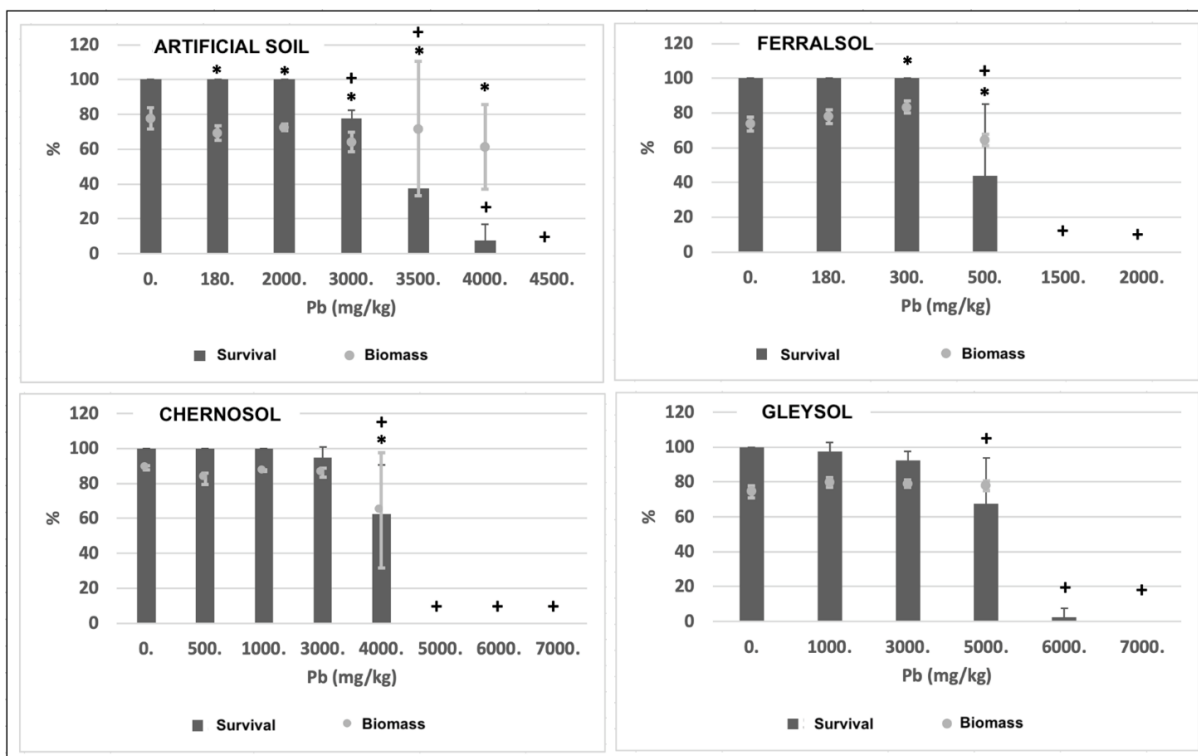 ARTIFICIAL SOIL
120
100
80
60
40
20
0
%
+ +
* * * * *
+
+
+
0. 180. 2000. 3000. 3500. 4000. 4500.
Pb (mg/kg)
Survival Biomass
FERRALSOL
120
100
80
60
40
20
0
%
*
+
*
+ +
0. 180. 300. 500. 1500. 2000.
Pb (mg/kg)
Survival Biomass
CHERNOSOL
120
100
80
60
40
20
0
%
+
*
+ + +
0. 500. 1000. 3000. 4000. 5000. 6000. 7000.
Pb (mg/kg)
Survival Biomass
GLEYSOL
120
100
80
60
40
20
0
%
+
+ +
0. 1000. 3000. 5000. 6000. 7000.
Pb (mg/kg)
Survival Biomass